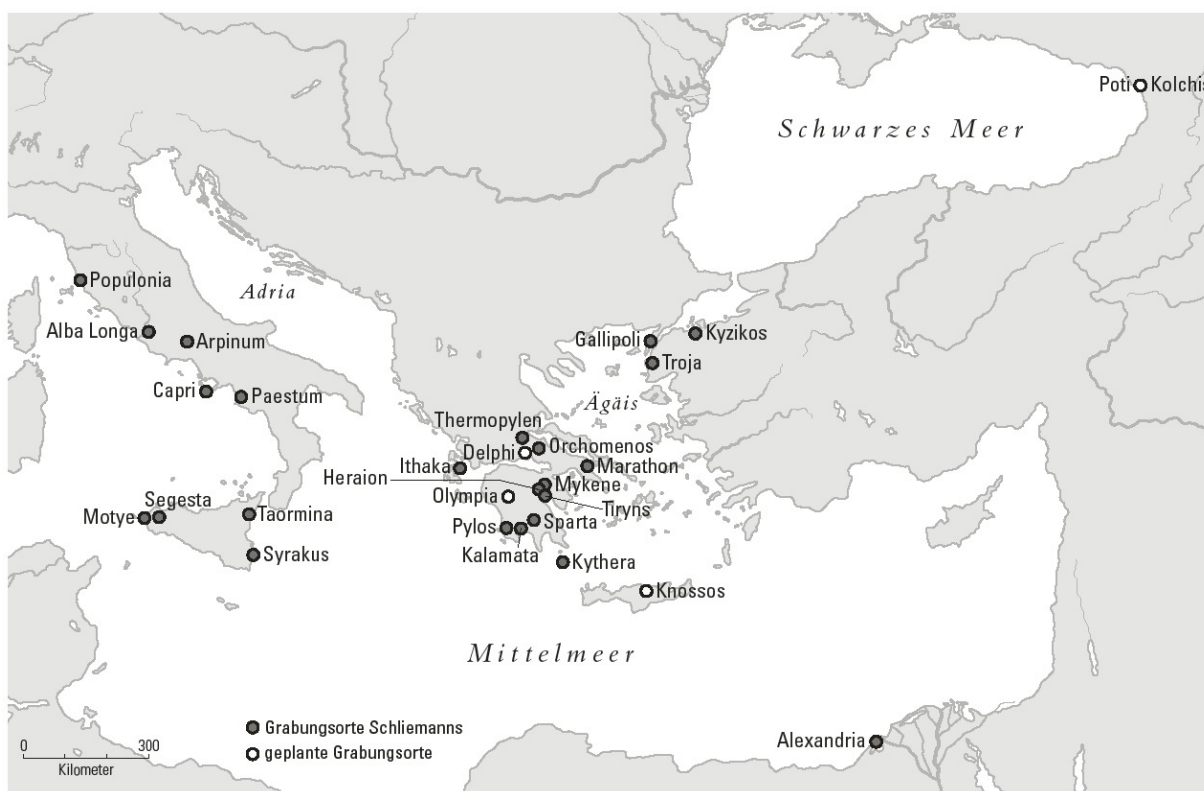 Poti
Kolchis
Schwarzes Meer
Populonia
Adria
Alba Longa
Arpinum
Gallipoli
Kyzikos
Troja
Capri
Paestum
Ägäis
Thermopylen
Orchomenos
Delphi
Ithaka
Marathon
Heraion
Mykene
Olympia
Tiryns
Segesta
Motye
Taormina
Pylos
Sparta
Kalamata
Syrakus
Kythera
Knossos
Mittelmeer
Grabungsorte Schliemanns
geplante Grabungsorte
0 300
Kilometer
Alexandria